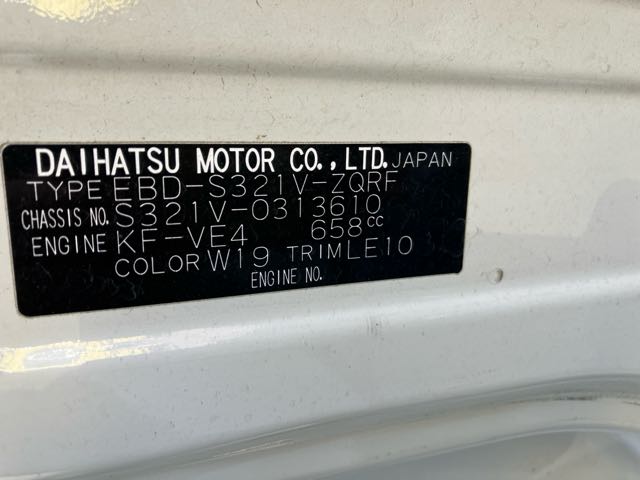 DAIHATSU MOTOR CO.,LTD. JAPAN
TYPE EBD-S321V-ZQRF
CHASSIS NO. S321V-0313610
ENGINE KF-VE4 658cc
COLOR W19 TRIM LE10
ENGINE NO.